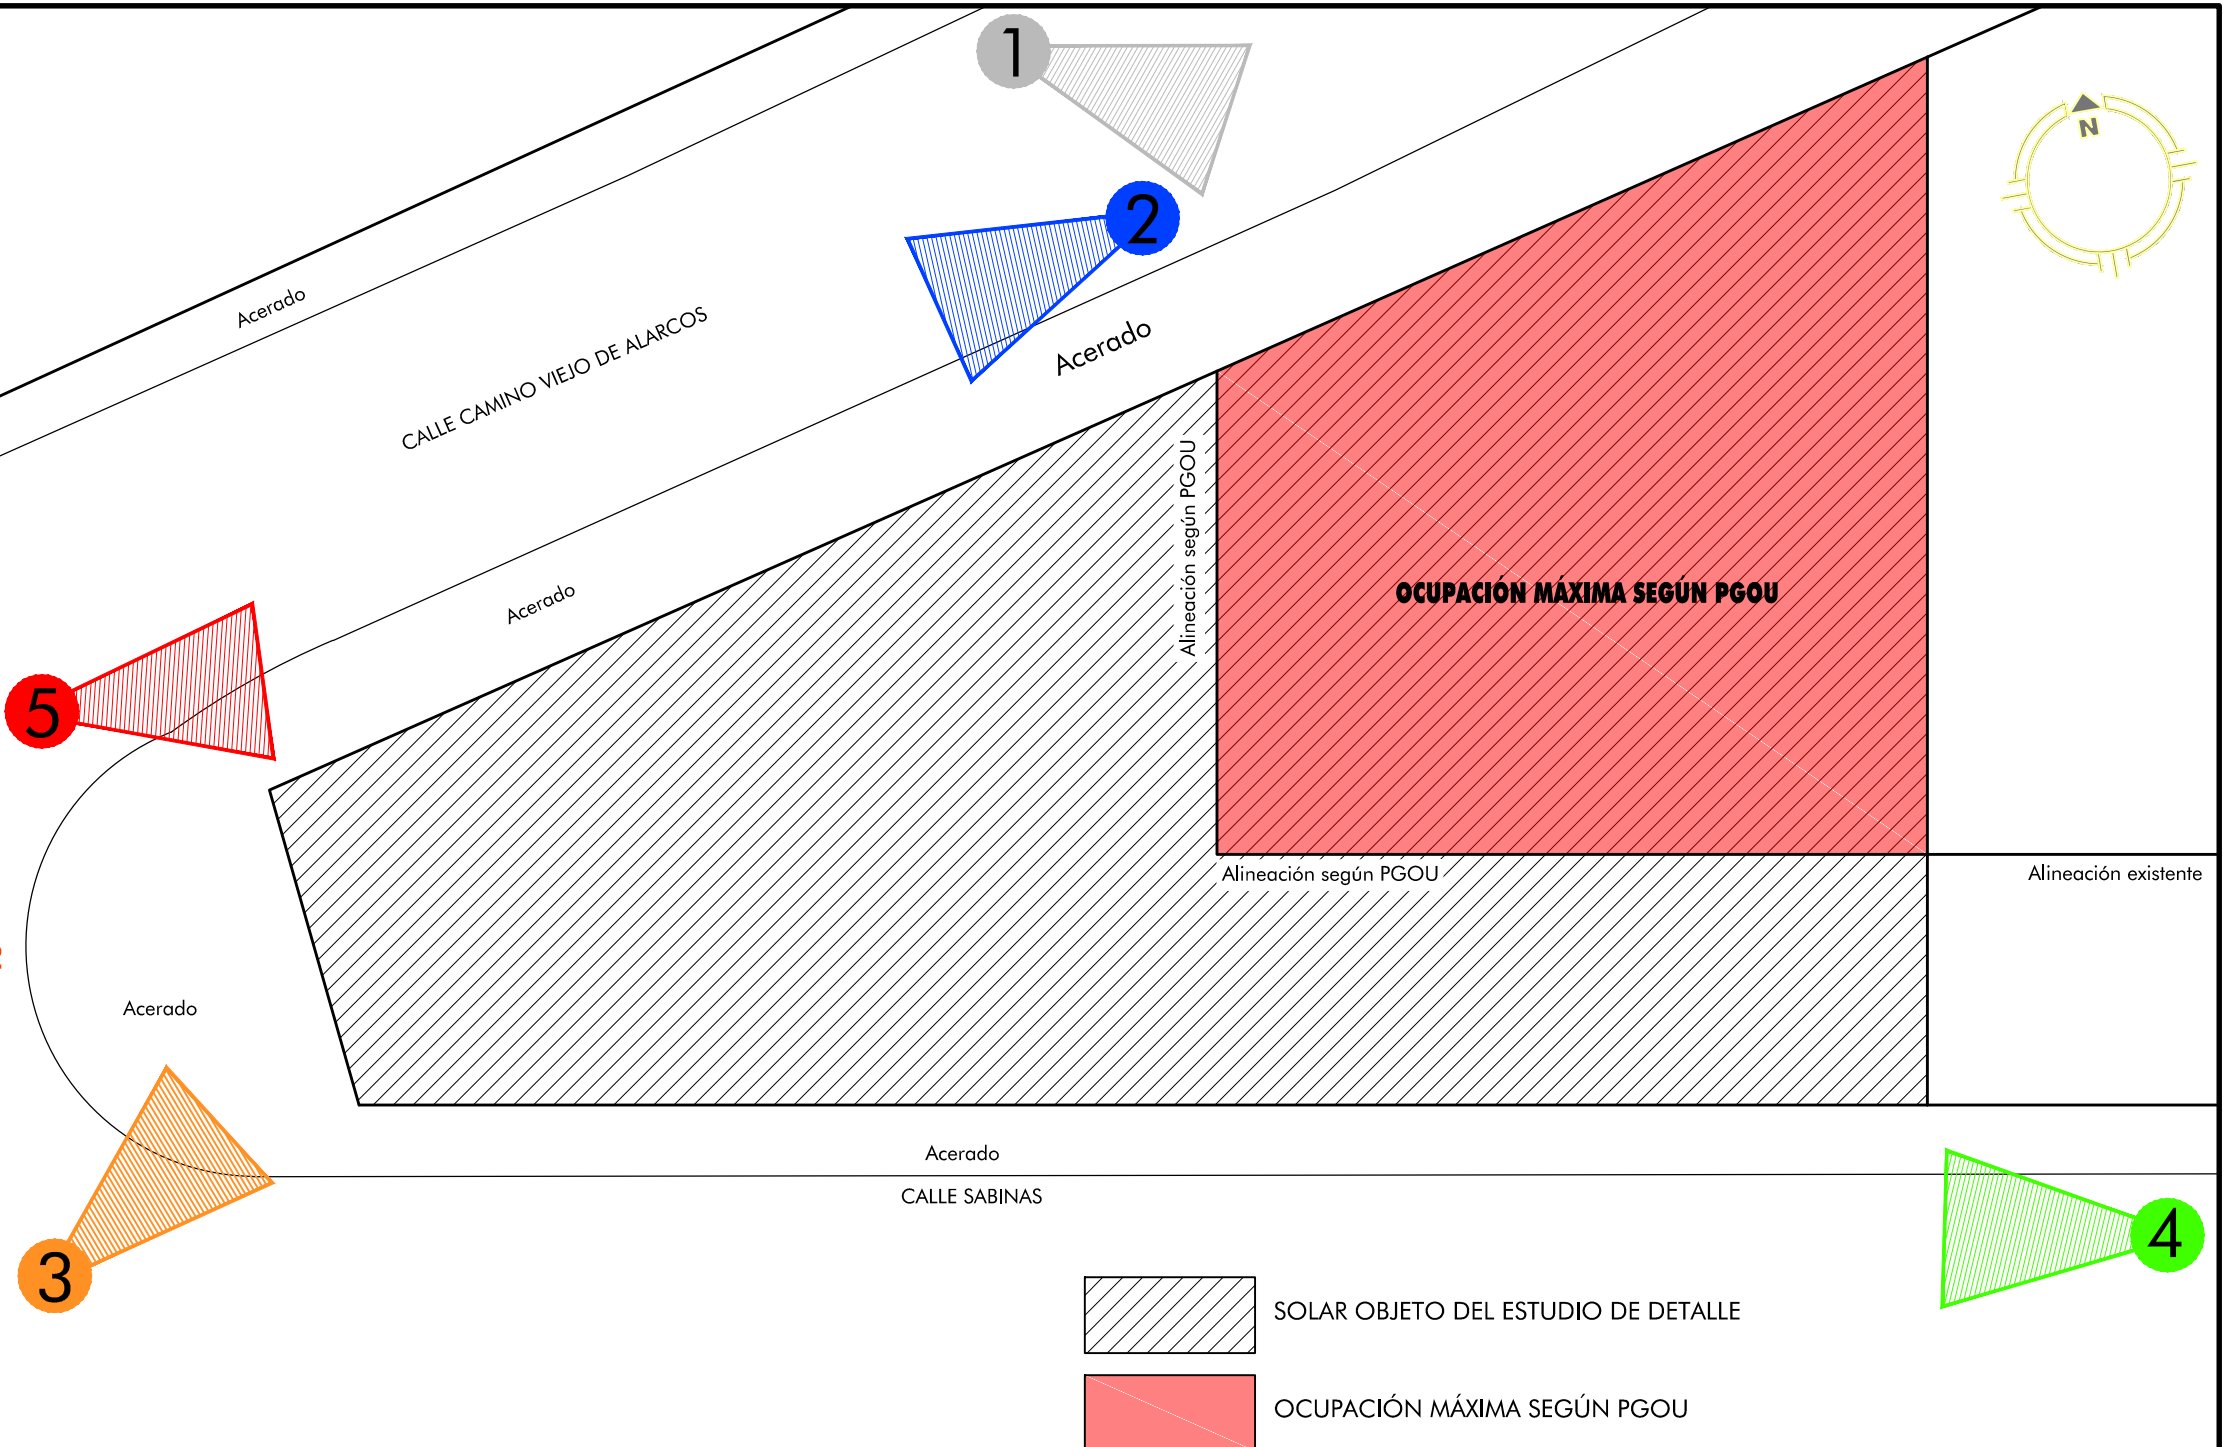 1
N
2
Acerado
CALLE CAMINO VIEJO DE ALARCOS
Acerado
Alineación según PGOU
OCUPACIÓN MÁXIMA SEGÚN PGOU
Acerado
5
Alineación según PGOU
Alineación existente
Acerado
Acerado
CALLE SABINAS
3
4
SOLAR OBJETO DEL ESTUDIO DE DETALLE
OCUPACIÓN MÁXIMA SEGÚN PGOU